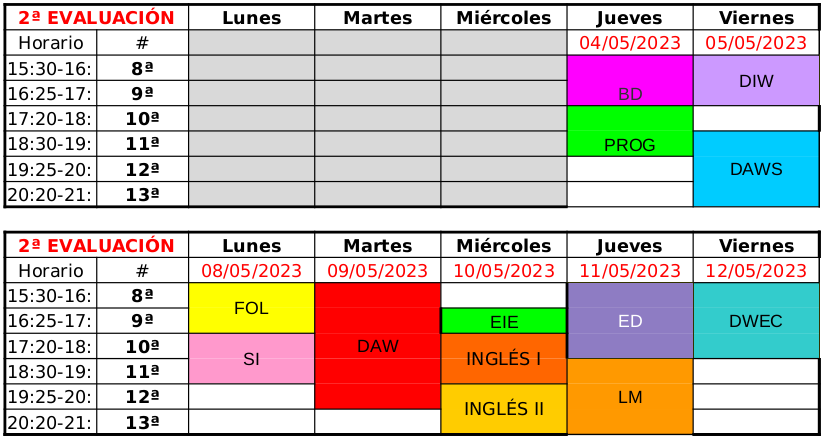 2ª EVALUACIÓN Lunes Martes Miércoles Jueves Viernes
Horario # 04/05/2023 05/05/2023
15:30-16: 8ª DIW
16:25-17: 9ª BD
17:20-18: 10ª
18:30-19: 11ª PROG
19:25-20: 12ª DAWS
20:20-21: 13ª
2ª EVALUACIÓN Lunes Martes Miércoles Jueves Viernes
Horario # 08/05/2023 09/05/2023 10/05/2023 11/05/2023 12/05/2023
15:30-16: 8ª FOL
16:25-17: 9ª EIE ED DWEC
17:20-18: 10ª SI DAW INGLÉS I
18:30-19: 11ª
19:25-20: 12ª INGLÉS II LM
20:20-21: 13ª